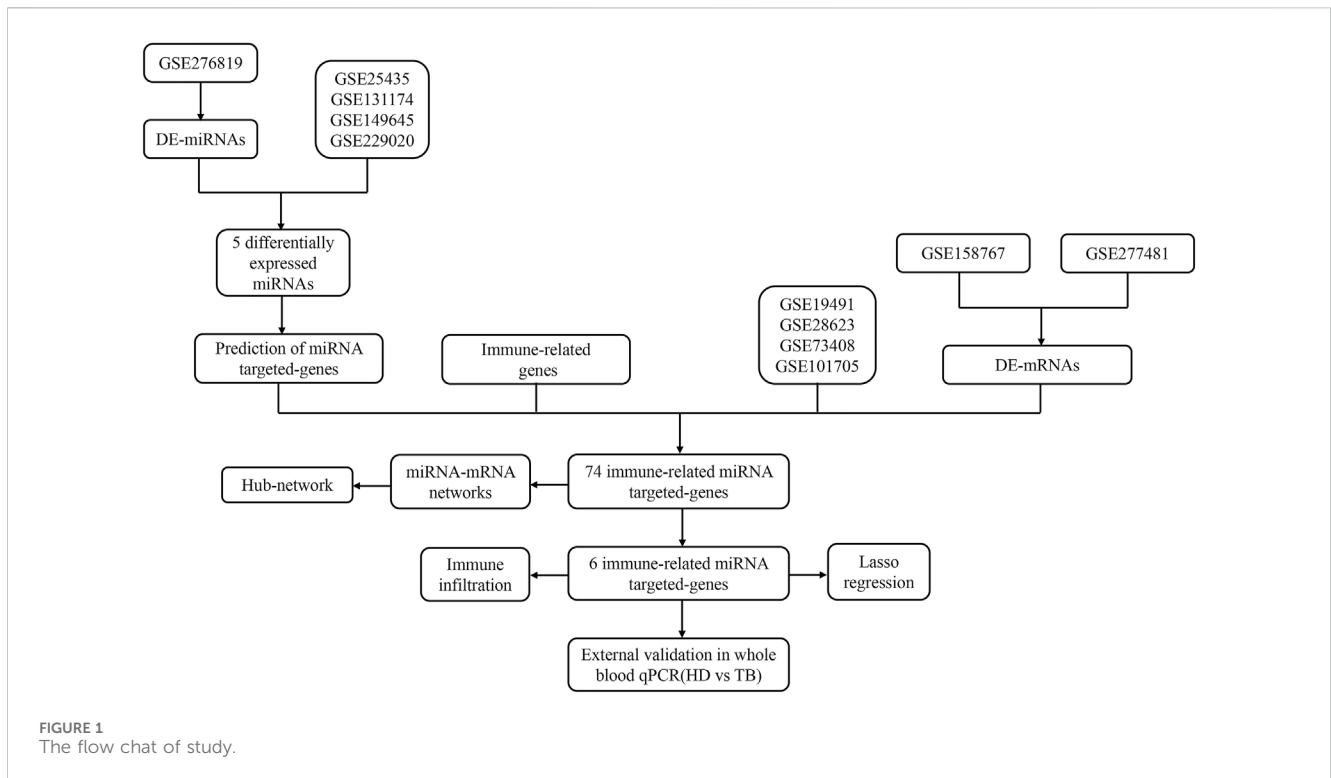 GSE276819
DE-miRNAs
GSE25435
GSE131174
GSE149645
GSE229020
5 differentially
expressed
miRNAs
Prediction of miRNA
targeted-genes
Immune-related
genes
GSE19491
GSE28623
GSE73408
GSE101705
GSE158767
GSE277481
DE-mRNAs
Hub-network
miRNA-mRNA
networks
74 immune-related miRNA
targeted-genes
Immune
infiltration
6 immune-related miRNA
targeted-genes
Lasso
regression
External validation in whole
blood qPCR(HD vs TB)
FIGURE 1
The flow chat of study.